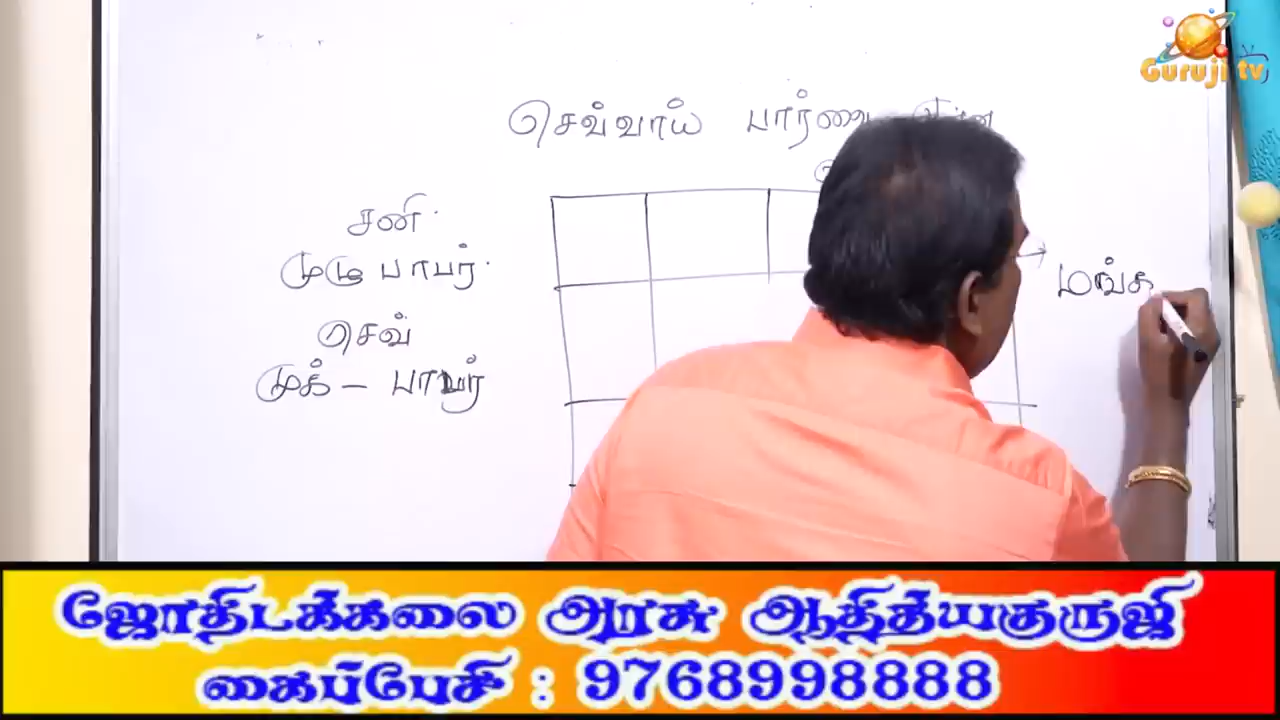 Guruji tv
செவ்வாய் பார்வை
சனி
முழு பாபர்
செவ்
முக் - பாபர்
மங்க
ஜோதிடக்கலை அரசு ஆதித்யகுருஜி
கைப்பேசி : 9768998888